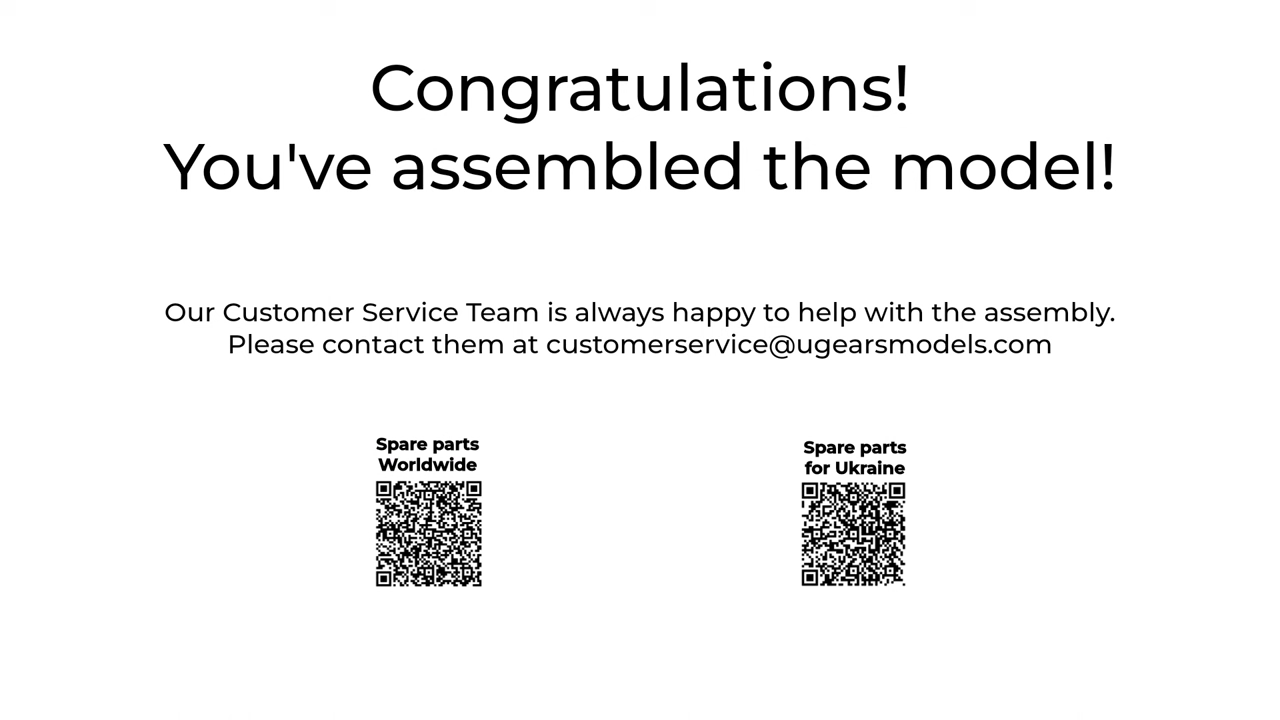 Congratulations!
You've assembled the model!
Our Customer Service Team is always happy to help with the assembly.
Please contact them at customerservice@ugearsmodels.com
Spare parts
Worldwide
Spare parts
for Ukraine